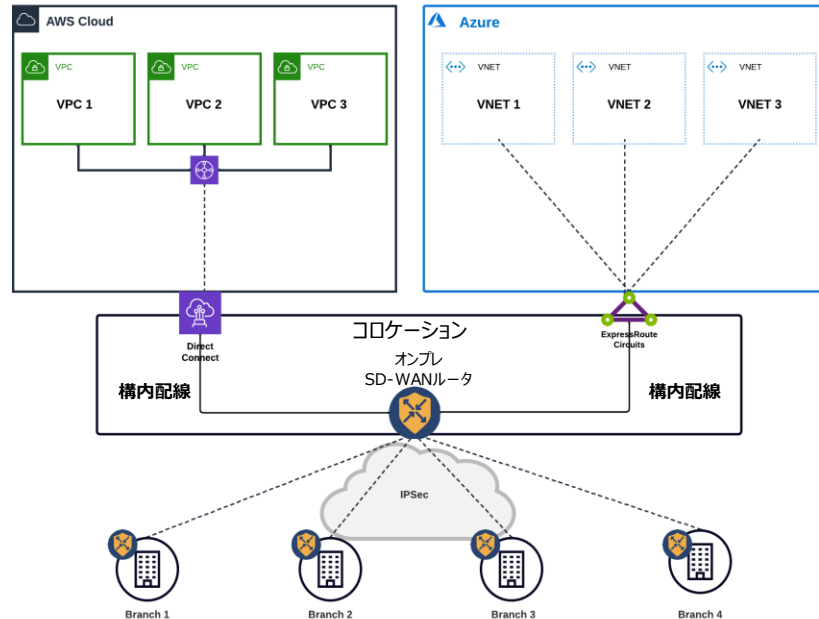 AWS Cloud
Azure
VPC
VPC
VPC
VPC 1
VPC 2
VPC 3
VNET
VNET
VNET
VNET 1
VNET 2
VNET 3
コロケーション
Direct
Connect
ExpressRoute
Circuits
オンプレ
SD-WANルータ
構内配線
構内配線
IPSec
Branch 1
Branch 2
Branch 3
Branch 4